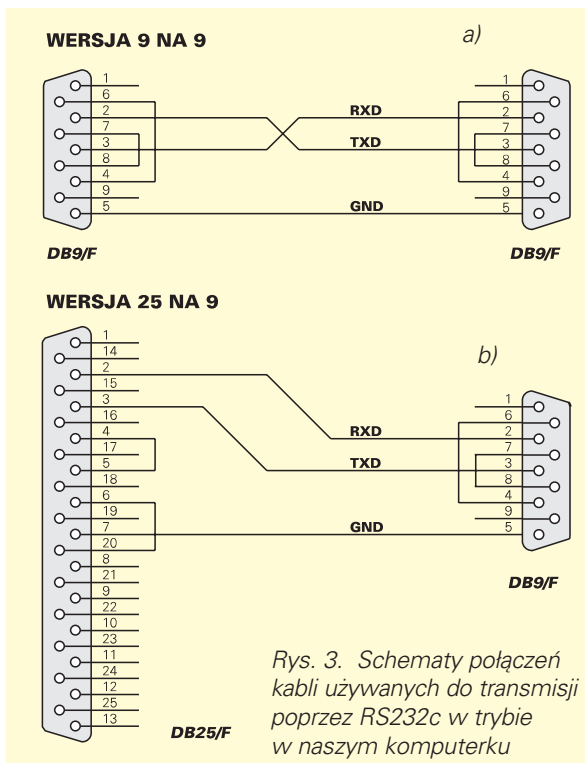 WERSJA 9 NA 9
a)
1
6
2
7
3
8
4
9
5
RXD
TXD
GND
1
6
2
7
3
8
4
9
5
DB9/F
DB9/F
WERSJA 25 NA 9
b)
1
14
2
15
3
16
4
17
5
18
6
19
7
20
8
21
9
22
10
23
11
24
12
25
13
RXD
TXD
GND
1
6
2
7
3
8
4
9
5
DB9/F
DB25/F
Rys. 3. Schematy połączeń
kabli używanych do transmisji
poprzez RS232c w trybie
w naszym komputerku